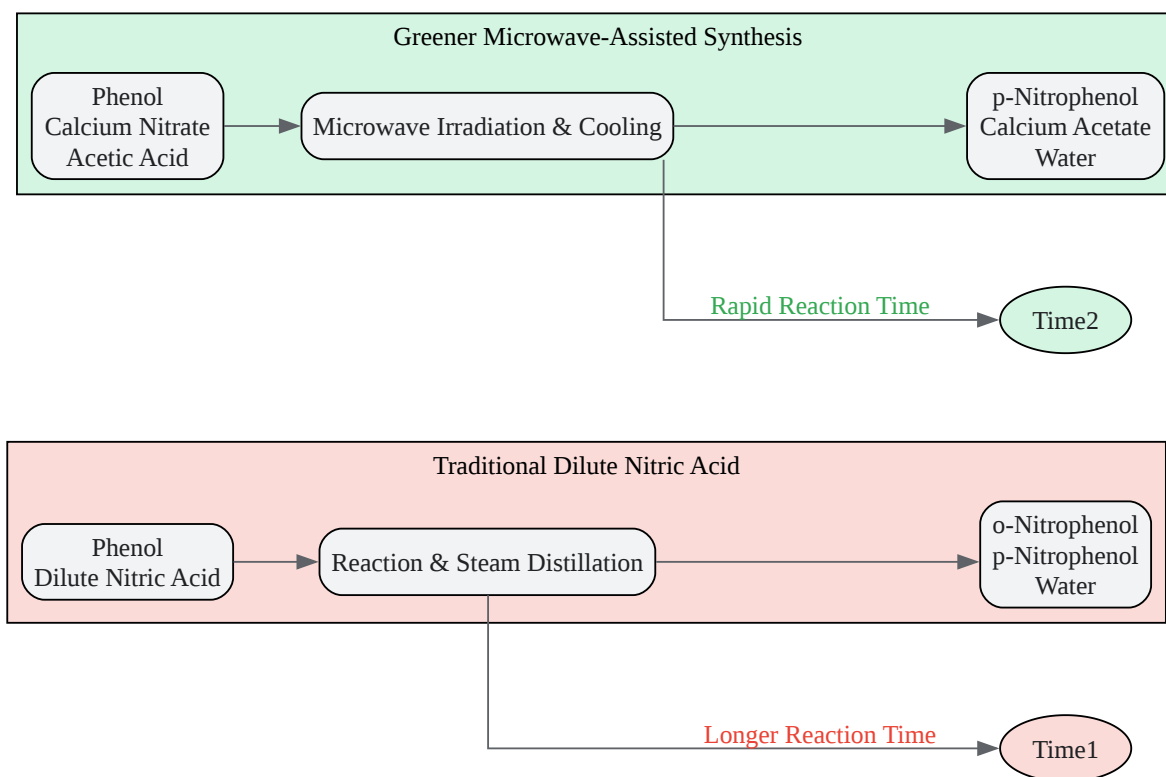 Greener Microwave-Assisted Synthesis
Phenol
Calcium Nitrate
Acetic Acid
Microwave Irradiation & Cooling
p-Nitrophenol
Calcium Acetate
Water
Rapid Reaction Time
Time2
Traditional Dilute Nitric Acid
Phenol
Dilute Nitric Acid
Reaction & Steam Distillation
o-Nitrophenol
p-Nitrophenol
Water
Longer Reaction Time
Time1